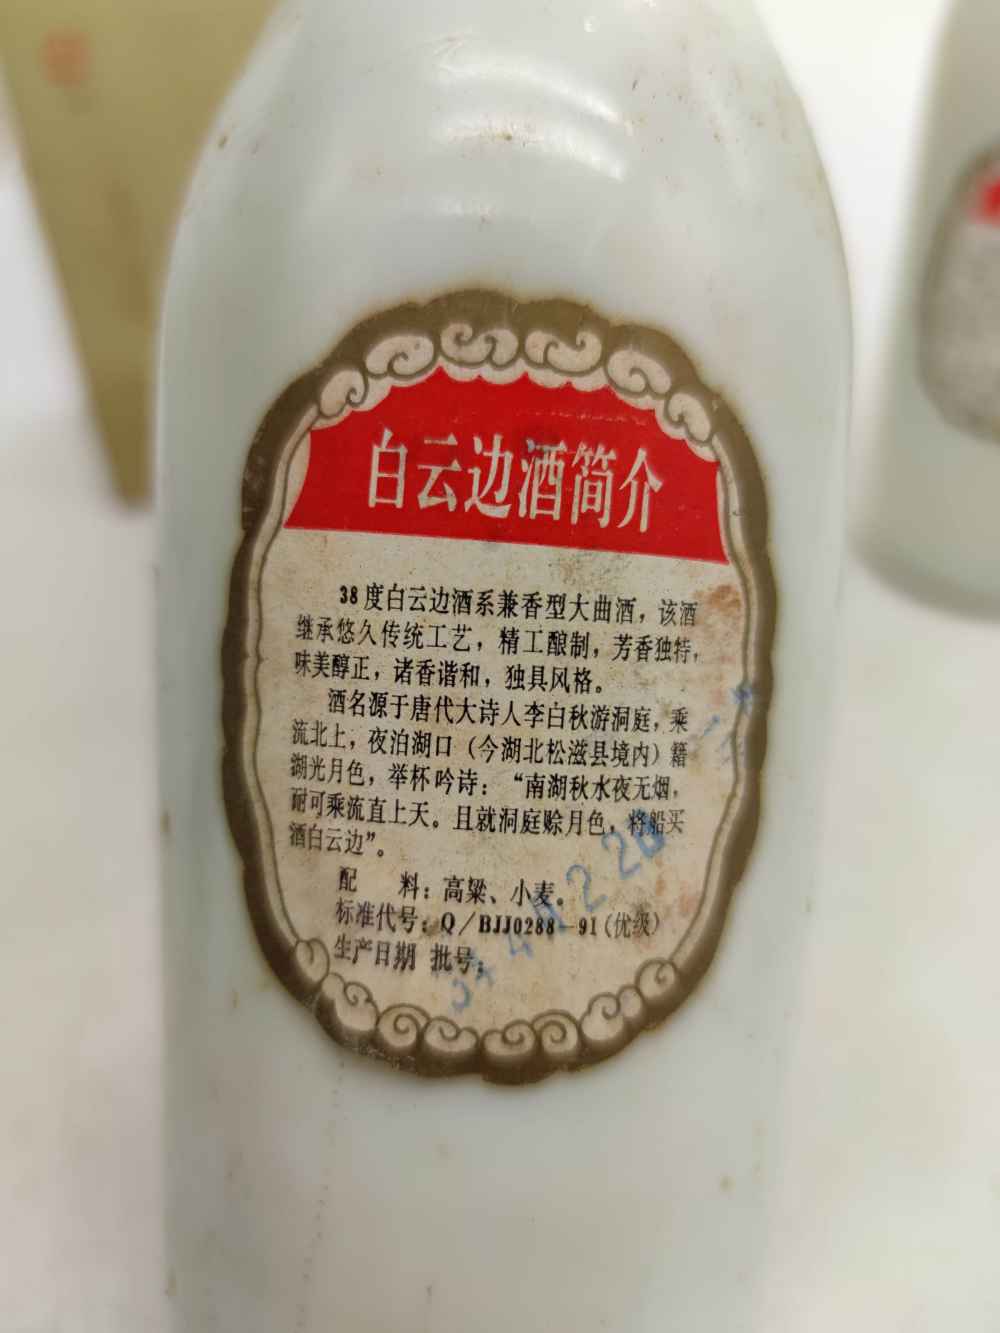 白云边酒简介
38度白云边酒系兼香型大曲酒，该酒
继承悠久传统工艺，精工酿制，芳香独特，
味美醇正，诸香谐和，独具风格。
酒名源于唐代大诗人李白秋游洞庭，乘
流北上，夜泊湖口（今湖北松滋县境内）籍
湖光月色，举杯吟诗：“南湖秋水夜无烟，
耐可乘流直上天。且就洞庭赊月色，将船买
酒白云边”。
配 料：高粱、小麦。
标准代号：Q／BJJ0288—91(优级)
生产日期 批号：